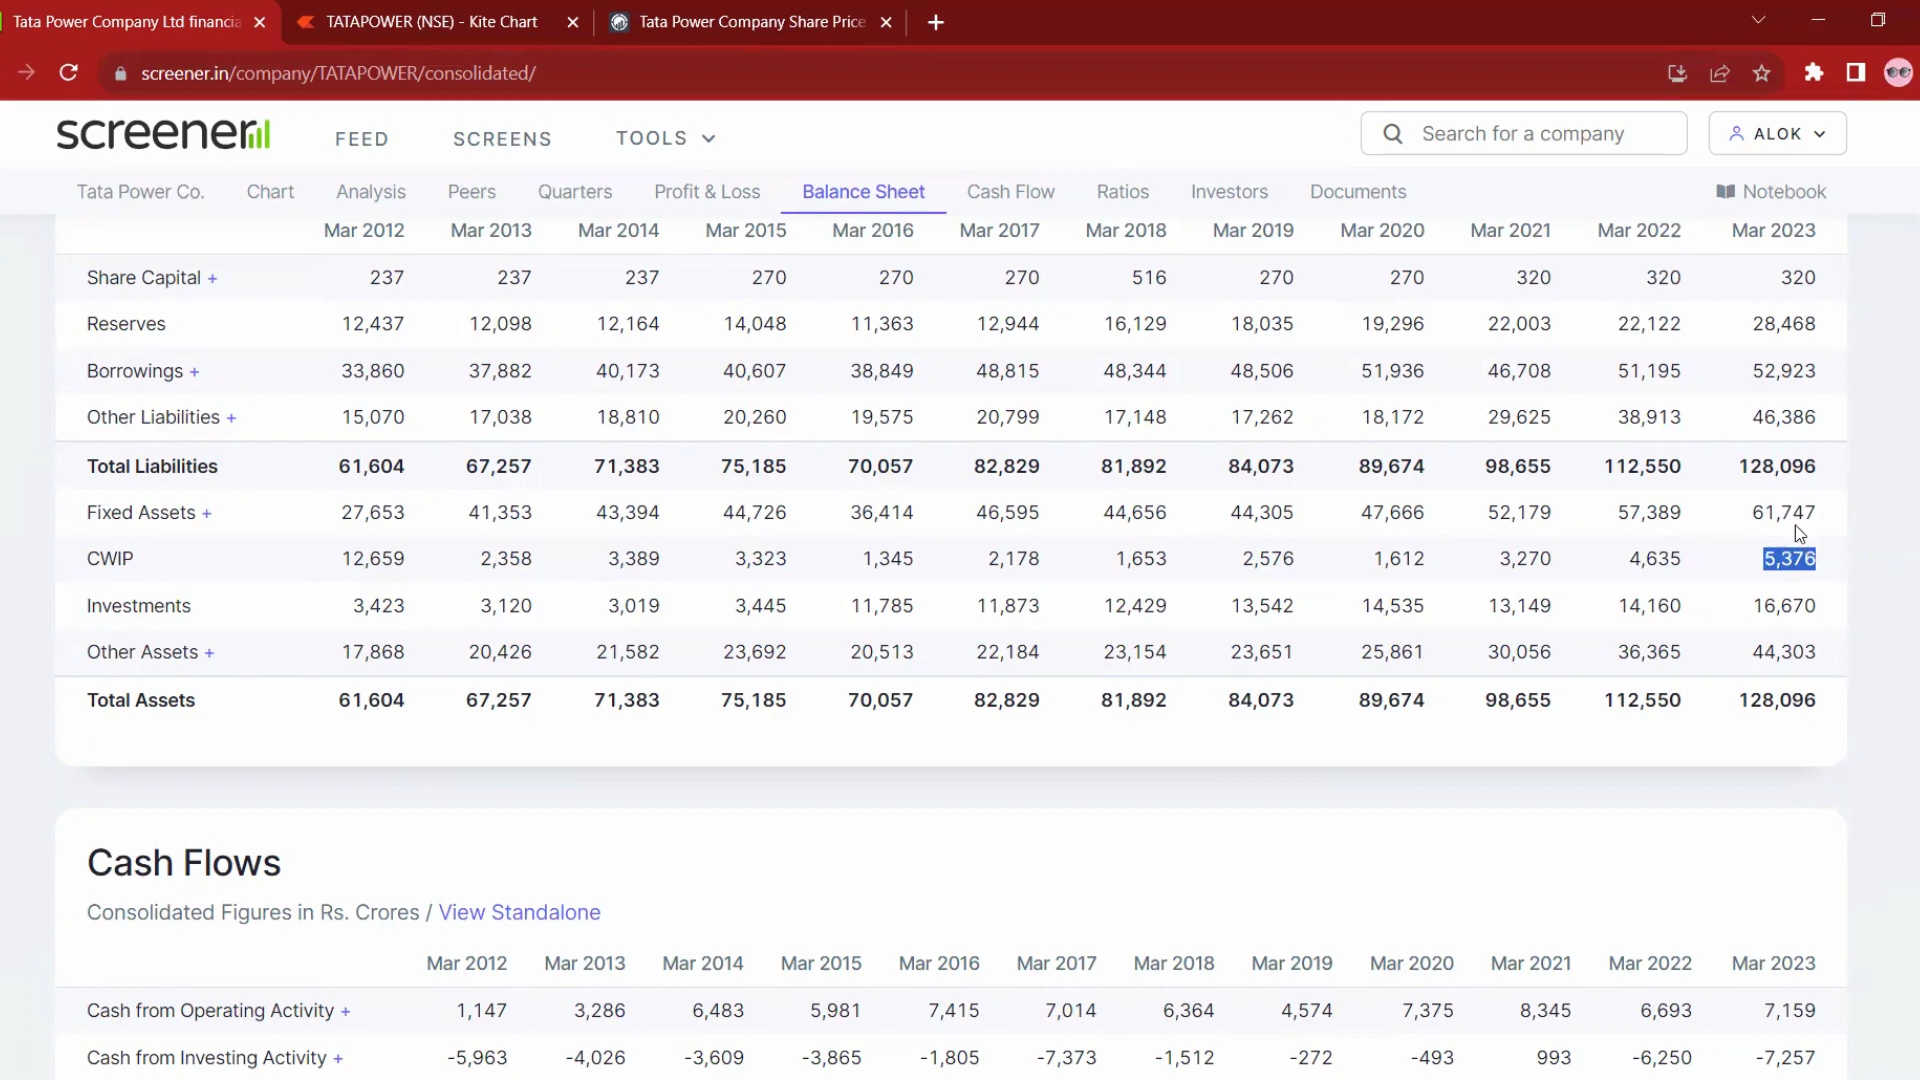 Tata Power Company Ltd financia
TATAPOWER (NSE) - Kite Chart
Tata Power Company Share Price
screener.in/company/TATAPOWER/consolidated/
screener FEED SCREENS TOOLS Search for a company ALOK
Tata Power Co. Chart Analysis Peers Quarters Profit & Loss Balance Sheet Cash Flow Ratios Investors Documents Notebook
Mar 2012 Mar 2013 Mar 2014 Mar 2015 Mar 2016 Mar 2017 Mar 2018 Mar 2019 Mar 2020 Mar 2021 Mar 2022 Mar 2023
Share Capital + 237 237 237 270 270 270 516 270 270 320 320 320
Reserves 12,437 12,098 12,164 14,048 11,363 12,944 16,129 18,035 19,296 22,003 22,122 28,468
Borrowings + 33,860 37,882 40,173 40,607 38,849 48,815 48,344 48,506 51,936 46,708 51,195 52,923
Other Liabilities + 15,070 17,038 18,810 20,260 19,575 20,799 17,148 17,262 18,172 29,625 38,913 46,386
Total Liabilities 61,604 67,257 71,383 75,185 70,057 82,829 81,892 84,073 89,674 98,655 112,550 128,096
Fixed Assets + 27,653 41,353 43,394 44,726 36,414 46,595 44,656 44,305 47,666 52,179 57,389 61,747
CWIP 12,659 2,358 3,389 3,323 1,345 2,178 1,653 2,576 1,612 3,270 4,635 5,376
Investments 3,423 3,120 3,019 3,445 11,785 11,873 12,429 13,542 14,535 13,149 14,160 16,670
Other Assets + 17,868 20,426 21,582 23,692 20,513 22,184 23,154 23,651 25,861 30,056 36,365 44,303
Total Assets 61,604 67,257 71,383 75,185 70,057 82,829 81,892 84,073 89,674 98,655 112,550 128,096
Cash Flows
Consolidated Figures in Rs. Crores / View Standalone
Mar 2012 Mar 2013 Mar 2014 Mar 2015 Mar 2016 Mar 2017 Mar 2018 Mar 2019 Mar 2020 Mar 2021 Mar 2022 Mar 2023
Cash from Operating Activity + 1,147 3,286 6,483 5,981 7,415 7,014 6,364 4,574 7,375 8,345 6,693 7,159
Cash from Investing Activity + -5,963 -4,026 -3,609 -3,865 -1,805 -7,373 -1,512 -272 -493 993 -6,250 -7,257